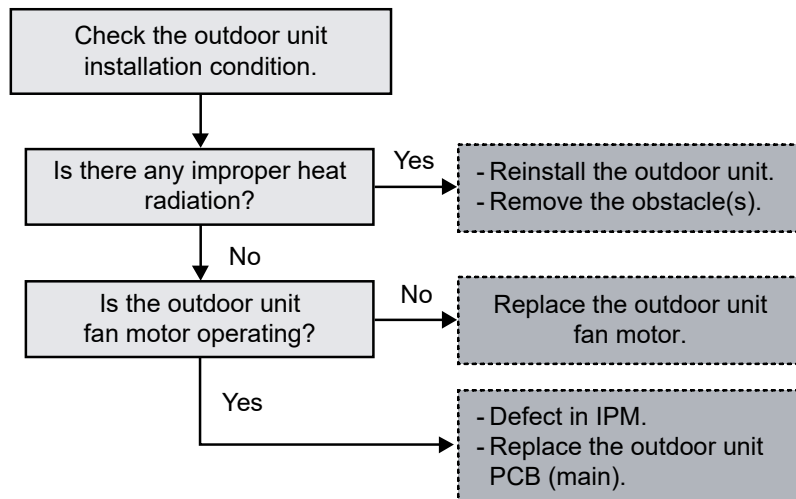 Check the outdoor unit
installation condition.
Is there any improper heat
radiation?
Yes
- Reinstall the outdoor unit.
- Remove the obstacle(s).
No
Is the outdoor unit
fan motor operating?
No
Replace the outdoor unit
fan motor.
Yes
- Defect in IPM.
- Replace the outdoor unit
PCB (main).